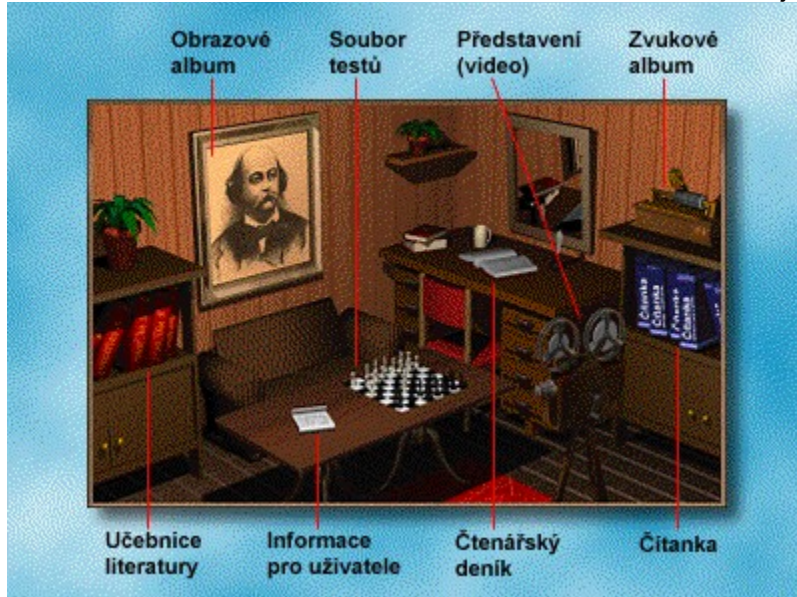 Obrazové
album
Soubor
testů
Představení
(video)
Zvukové
album
Čítanka
Čítanka
Čítanka
Čítanka
Učebnice
literatury
Informace
pro uživatele
Čtenářský
deník
Čítanka